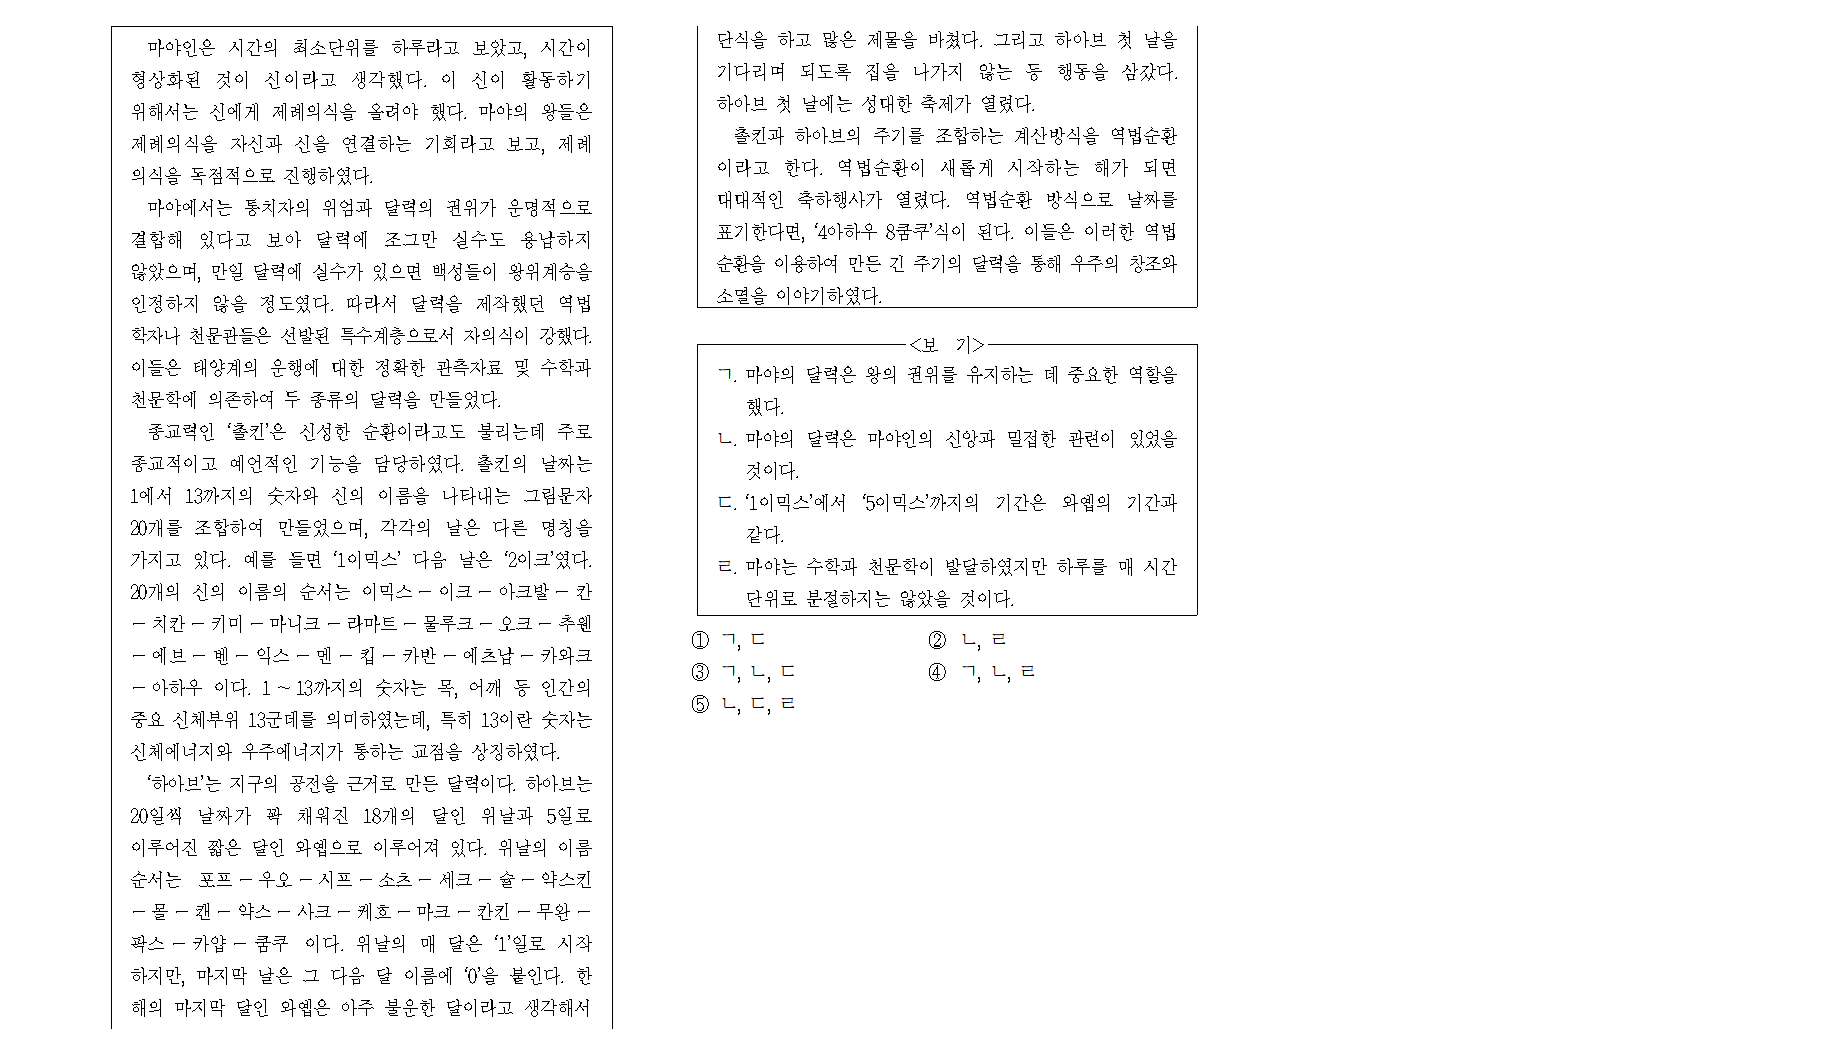 마야인은 시간의 최소단위를 하루라고 보았고, 시간이
형상화된 것이 신이라고 생각했다. 이 신이 활동하기
위해서는 신에게 제례의식을 올려야 했다. 마야의 왕들은
제례의식을 자신과 신을 연결하는 기회라고 보고, 제례
의식을 독점적으로 진행하였다.
마야에서는 통치자의 위엄과 달력의 권위가 운명적으로
결합해 있다고 보아 달력에 조그만 실수도 용납하지
않았으며, 만일 달력에 실수가 있으면 백성들이 왕위계승을
인정하지 않을 정도였다. 따라서 달력을 제작했던 역법
학자나 천문관들은 선발된 특수계층으로서 자의식이 강했다.
이들은 태양계의 운행에 대한 정확한 관측자료 및 수학과
천문학에 의존하여 두 종류의 달력을 만들었다.
종교력인 '촐킨'은 신성한 순환이라고도 불리는데 주로
종교적이고 예언적인 기능을 담당하였다. 촐킨의 날짜는
1에서 13까지의 숫자와 신의 이름을 나타내는 그림문자
20개를 조합하여 만들었으며, 각각의 날은 다른 명칭을
가지고 있다. 예를 들면 '1이믹스' 다음 날은 '2이크'였다.
20개의 신의 이름의 순서는 이믹스 - 이크 - 아크발 - 칸
- 치칸 - 키미 - 마니크 - 라마트 - 물루크 - 오크 - 추웬
- 에브 - 벤 - 익스 - 멘 - 킵 - 카반 - 에츠납 - 카와크
- 아하우 이다. 1 ~ 13까지의 숫자는 목, 어깨 등 인간의
중요 신체부위 13군데를 의미하였는데, 특히 13이란 숫자는
신체에너지와 우주에너지가 통하는 교점을 상징하였다.
'하아브'는 지구의 공전을 근거로 만든 달력이다. 하아브는
20일씩 날짜가 꽉 채워진 18개의 달인 위날과 5일로
이루어진 짧은 달인 와옙으로 이루어져 있다. 위날의 이름
순서는 포프 - 우오 - 시프 - 소츠 - 세크 - 슐 - 약스킨
- 몰 - 캔 - 약스 - 사크 - 케흐 - 마크 - 칸킨 - 무완 -
팍스 - 카얍 - 쿰쿠 이다. 위날의 매 달은 '1'일로 시작
하지만, 마지막 날은 그 다음 달 이름에 '0'을 붙인다. 한
해의 마지막 달인 와옙은 아주 불운한 달이라고 생각해서
단식을 하고 많은 제물을 바쳤다. 그리고 하아브 첫 날을
기다리며 되도록 집을 나가지 않는 등 행동을 삼갔다.
하아브 첫 날에는 성대한 축제가 열렸다.
촐킨과 하아브의 주기를 조합하는 계산방식을 역법순환
이라고 한다. 역법순환이 새롭게 시작하는 해가 되면
대대적인 축하행사가 열렸다. 역법순환 방식으로 날짜를
표기한다면, '4아하우 8쿰쿠'식이 된다. 이들은 이러한 역법
순환을 이용하여 만든 긴 주기의 달력을 통해 우주의 창조와
소멸을 이야기하였다.
<보 기>
ㄱ. 마야의 달력은 왕의 권위를 유지하는 데 중요한 역할을
했다.
ㄴ. 마야의 달력은 마야인의 신앙과 밀접한 관련이 있었을
것이다.
ㄷ. '1이믹스'에서 '5이믹스'까지의 기간은 와옙의 기간과
같다.
ㄹ. 마야는 수학과 천문학이 발달하였지만 하루를 매 시간
단위로 분절하지는 않았을 것이다.
① ㄱ, ㄷ ② ㄴ, ㄹ
③ ㄱ, ㄴ, ㄷ ④ ㄱ, ㄴ, ㄹ
⑤ ㄴ, ㄷ, ㄹ